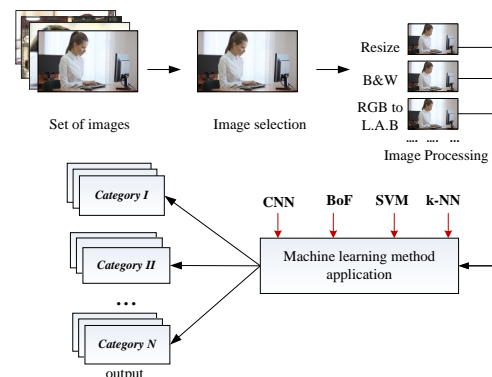 Resize
B&W
RGB to
L.A.B
.... .... ...
Set of images
Image selection
Image Processing
CNN BoF SVM k-NN
Machine learning method
application
Category I
Category II
...
Category N
output